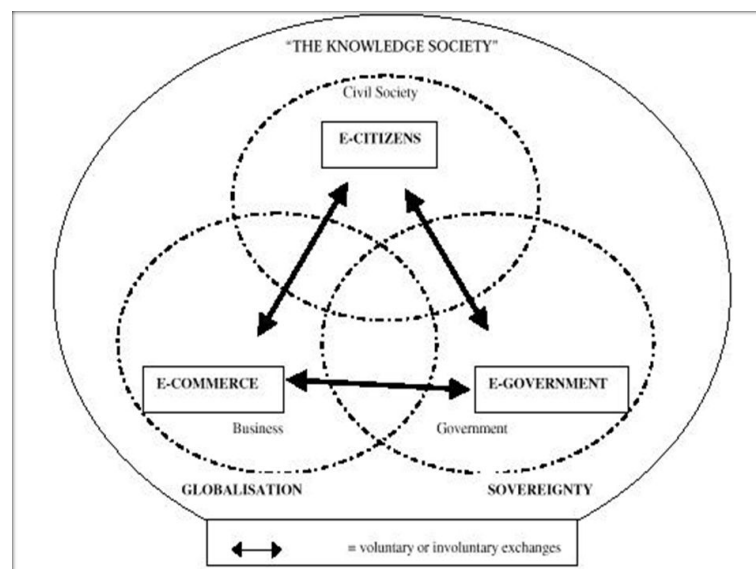 “THE KNOWLEDGE SOCIETY”
Civil Society
E-CITIZENS
E-COMMERCE
E-GOVERNMENT
Business
Government
GLOBALISATION
SOVEREIGNTY
= voluntary or involuntary exchanges